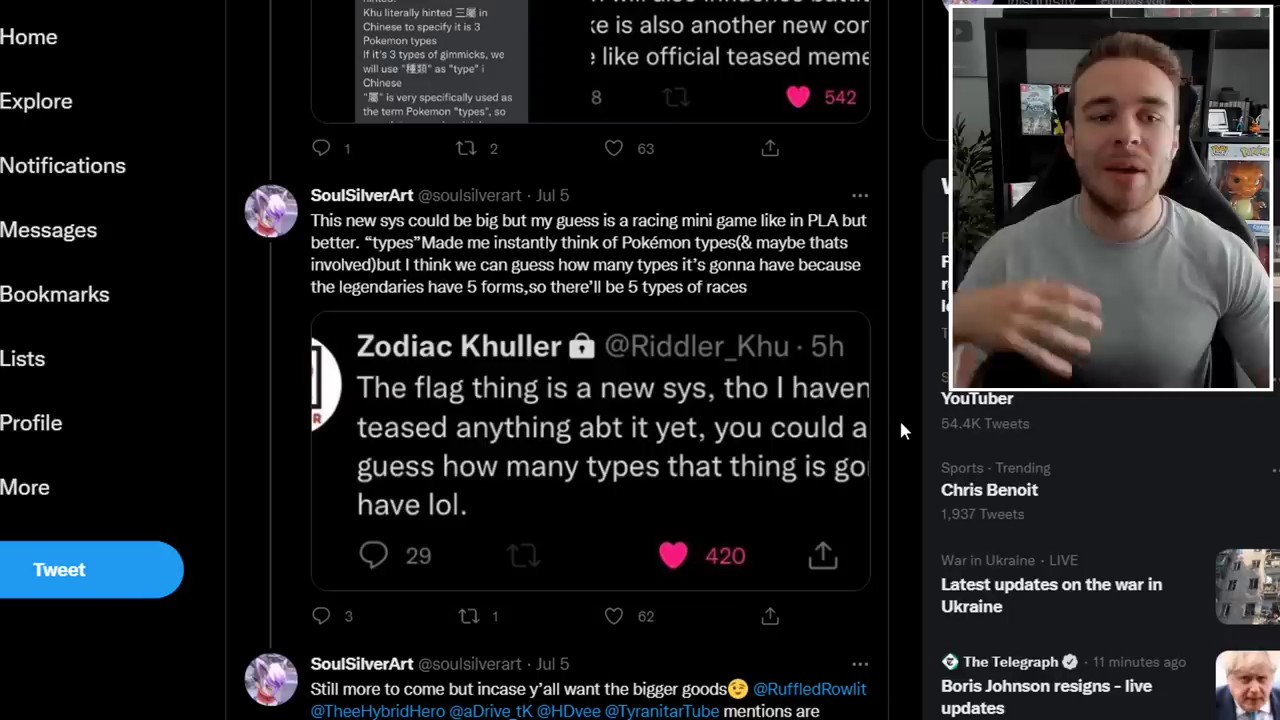 Home
Explore
Notifications
Messages
Bookmarks
Lists
Profile
More
Tweet
Khu literally hinted 三屬 in
Chinese to specify it is 3
Pokemon types
If it's 3 types of gimmicks, we
will use "種類" as "type" i
Chinese
"屬" is very specifically used as
the term Pokemon "types", so
ke is also another new cor
like official teased meme
8
542
1
2
63
SoulSilverArt @soulsilverart · Jul 5
This new sys could be big but my guess is a racing mini game like in PLA but
better. “types”Made me instantly think of Pokémon types(& maybe thats
involved)but I think we can guess how many types it’s gonna have because
the legendaries have 5 forms,so there’ll be 5 types of races
Zodiac Khuller @Riddler_Khu · 5h
The flag thing is a new sys, tho I haven
teased anything abt it yet, you could a
guess how many types that thing is go
have lol.
29
420
3
1
62
SoulSilverArt @soulsilverart · Jul 5
Still more to come but incase y’all want the bigger goods😉 @RuffledRowlit
@TheeHybridHero @aDrive_tK @HDvee @TyranitarTube mentions are
YouTuber
54.4K Tweets
Sports · Trending
Chris Benoit
1,937 Tweets
War in Ukraine · LIVE
Latest updates on the war in
Ukraine
The Telegraph · 11 minutes ago
Boris Johnson resigns - live
updates